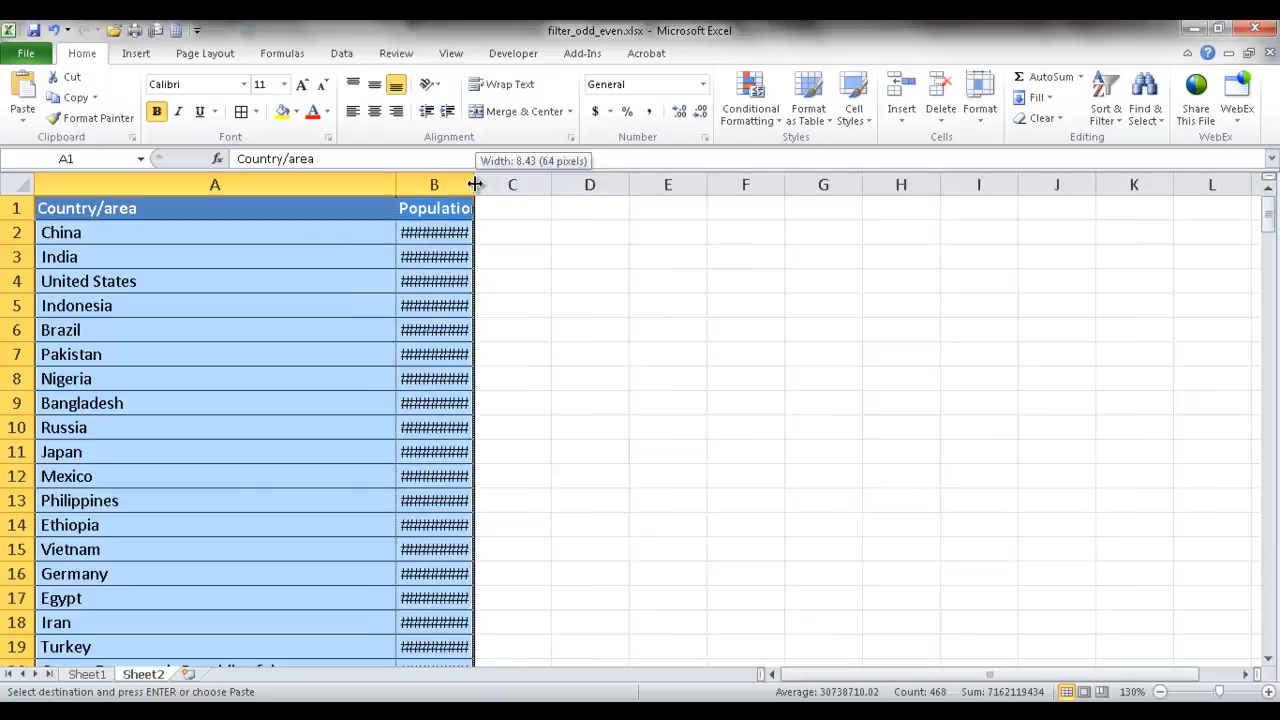 filter_odd_even.xlsx - Microsoft Excel
File Home Insert Page Layout Formulas Data Review View Developer Add-Ins Acrobat
Paste Cut Copy Format Painter
Calibri 11
B I U A
Wrap Text
Merge & Center
General
$ % ,
Conditional Formatting Format as Table Cell Styles
Insert Delete Format
AutoSum Fill Clear
Sort & Filter Find & Select
Share This File WebEx
Clipboard Font Alignment Number Styles Cells Editing WebEx
A1 fx Country/area
Width: 8.43 (64 pixels)
A B C D E F G H I J K L
1 Country/area Populatio
2 China #########
3 India #########
4 United States #########
5 Indonesia #########
6 Brazil #########
7 Pakistan #########
8 Nigeria #########
9 Bangladesh #########
10 Russia #########
11 Japan #########
12 Mexico #########
13 Philippines #########
14 Ethiopia #########
15 Vietnam #########
16 Germany #########
17 Egypt #########
18 Iran #########
19 Turkey #########
Sheet1 Sheet2
Select destination and press ENTER or choose Paste Average: 30738710.02 Count: 468 Sum: 7162119434 130%